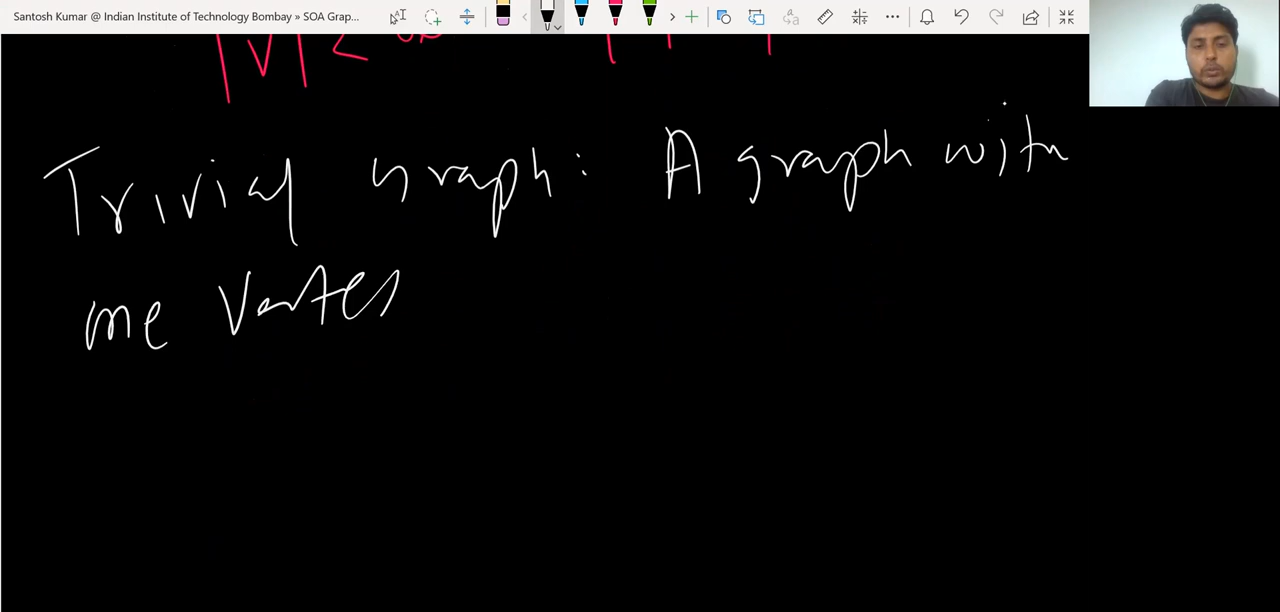 Santosh Kumar @ Indian Institute of Technology Bombay » SOA Grap...
|V| < ∞
Trivial graph: A graph with
one vertex